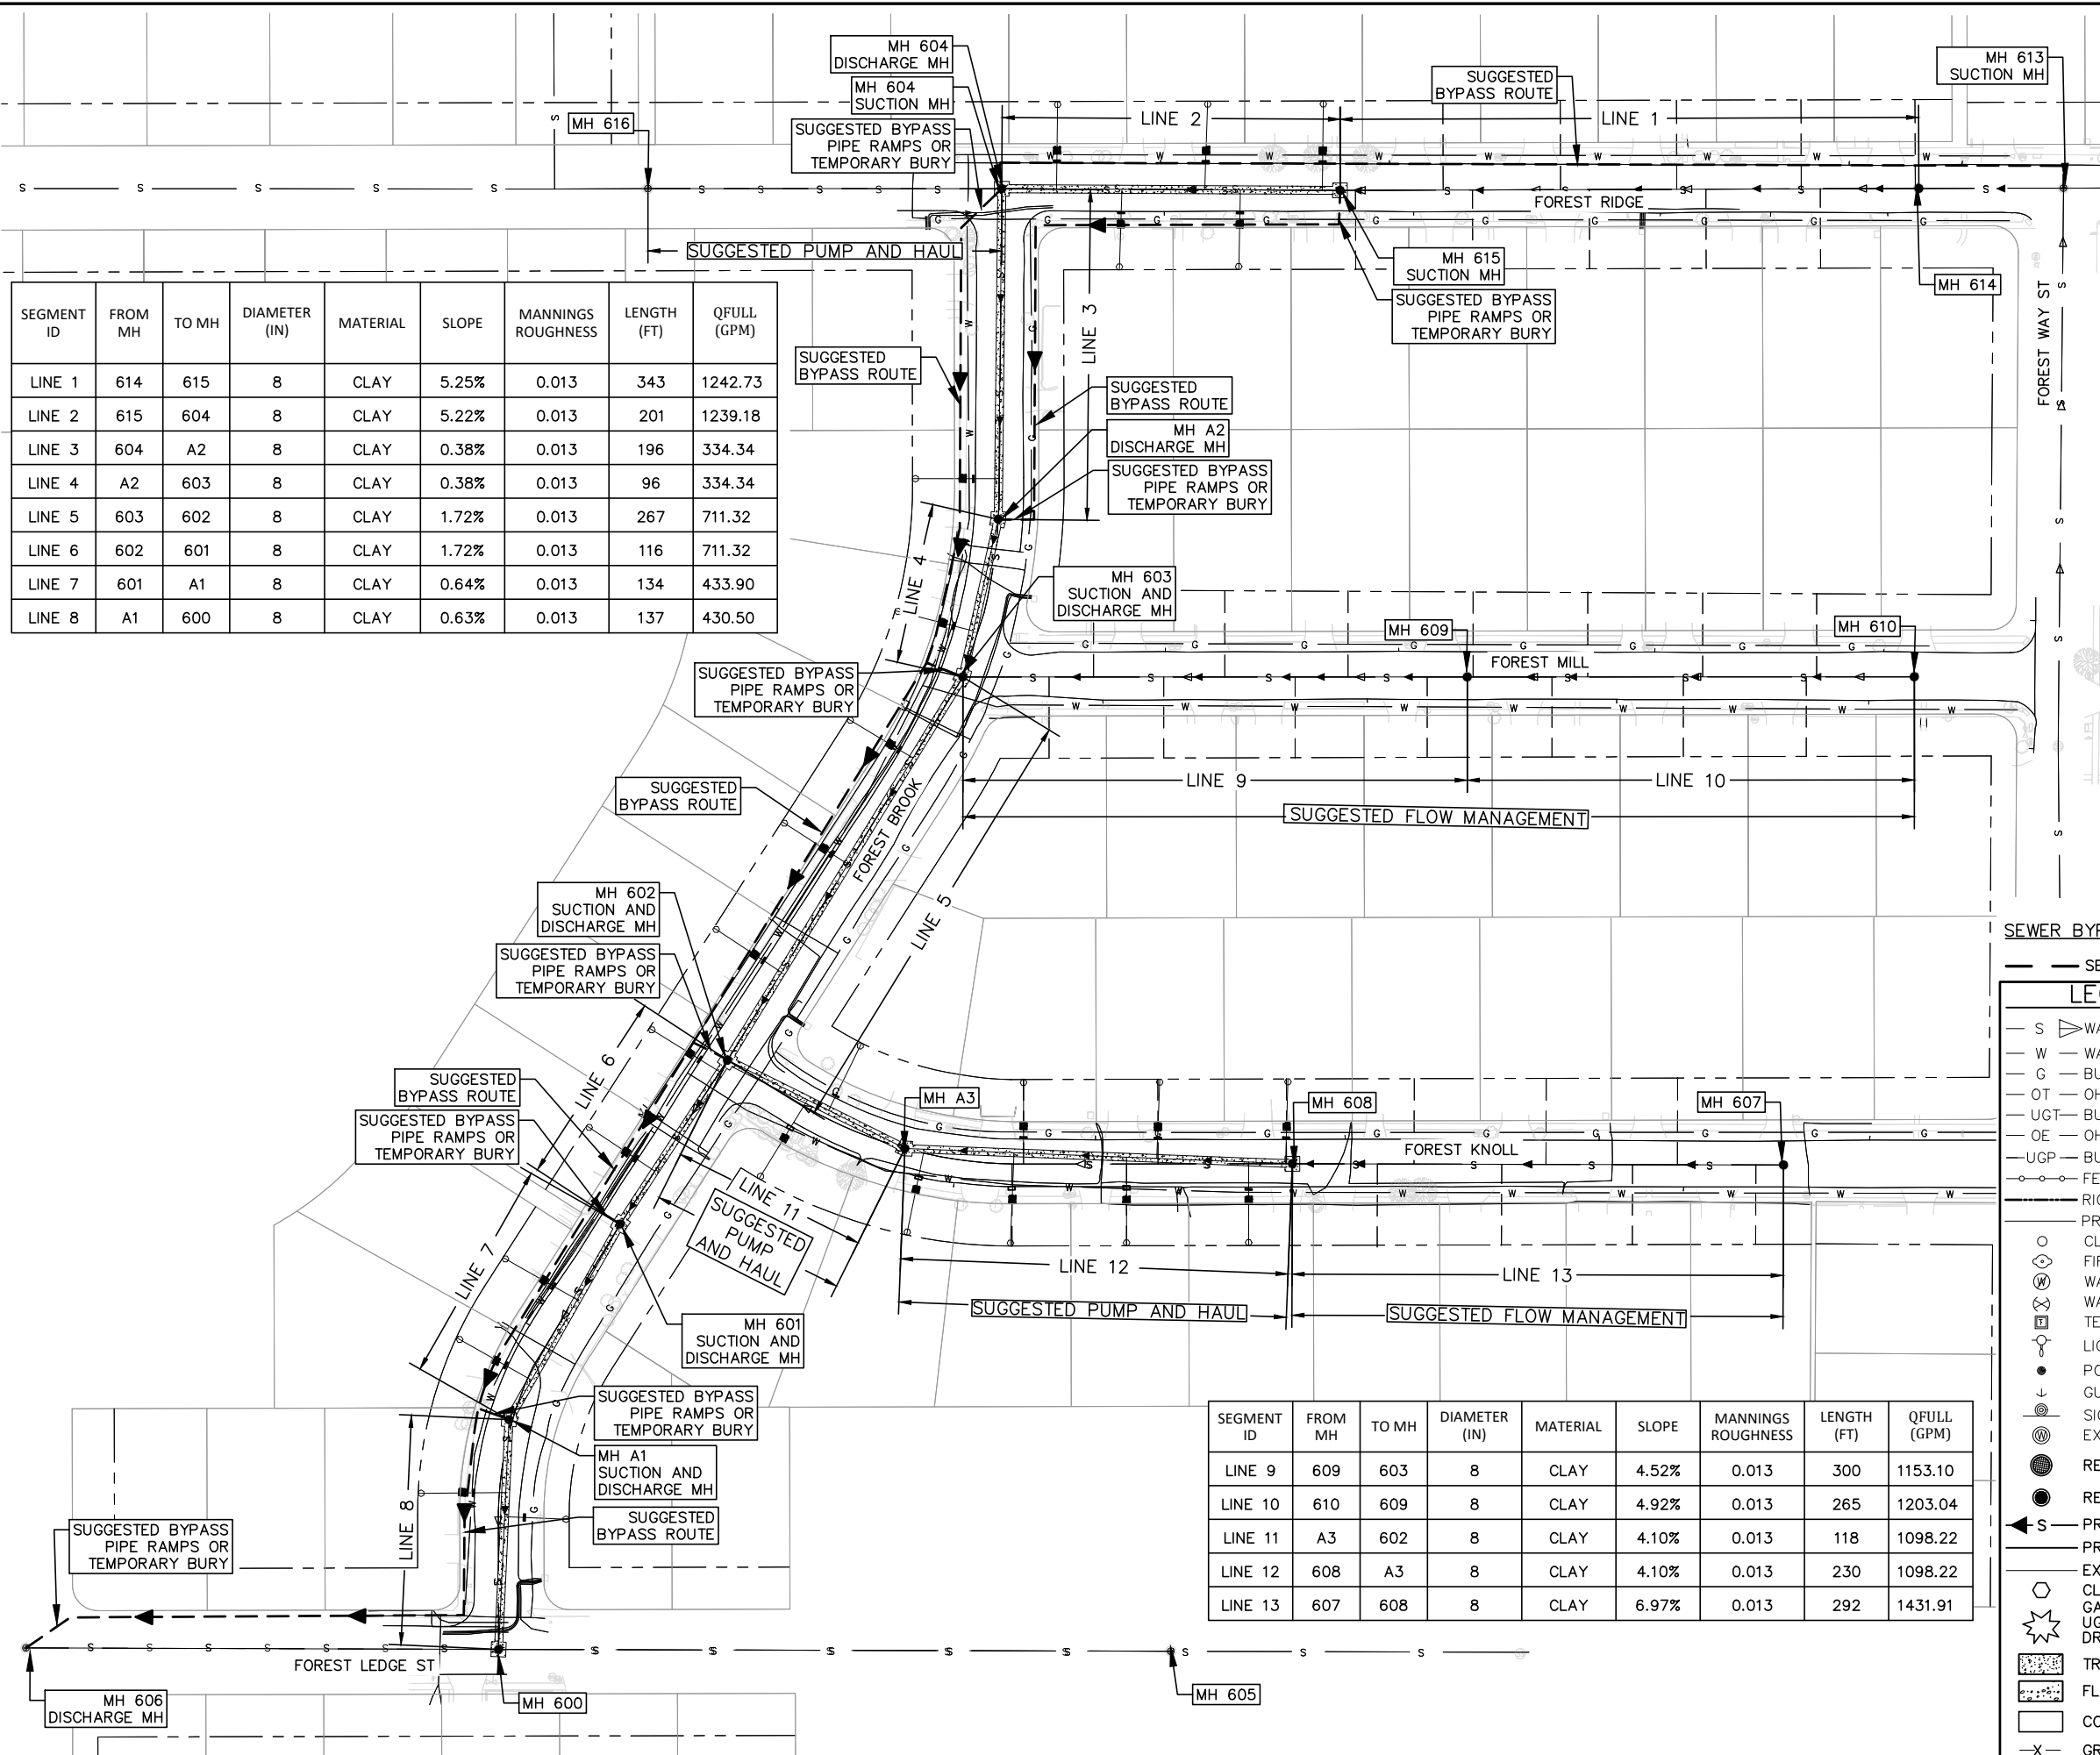 MH 604
DISCHARGE MH
MH 604
SUCTION MH
SUGGESTED BYPASS
PIPE RAMPS OR
TEMPORARY BURY
MH 616
LINE 2
SUGGESTED
BYPASS ROUTE
LINE 1
MH 613
SUCTION MH
FOREST RIDGE
SUGGESTED PUMP AND HAUL
MH 615
SUCTION MH
SUGGESTED BYPASS
PIPE RAMPS OR
TEMPORARY BURY
MH 614
FOREST WAY ST
LINE 3
SEGMENT ID FROM MH TO MH DIAMETER (IN) MATERIAL SLOPE MANNINGS ROUGHNESS LENGTH (FT) QFULL (GPM)
LINE 1 614 615 8 CLAY 5.25% 0.013 343 1242.73
LINE 2 615 604 8 CLAY 5.22% 0.013 201 1239.18
LINE 3 604 A2 8 CLAY 0.38% 0.013 196 334.34
LINE 4 A2 603 8 CLAY 0.38% 0.013 96 334.34
LINE 5 603 602 8 CLAY 1.72% 0.013 267 711.32
LINE 6 602 601 8 CLAY 1.72% 0.013 116 711.32
LINE 7 601 A1 8 CLAY 0.64% 0.013 134 433.90
LINE 8 A1 600 8 CLAY 0.63% 0.013 137 430.50
SUGGESTED
BYPASS ROUTE
SUGGESTED
BYPASS ROUTE
MH A2
DISCHARGE MH
SUGGESTED BYPASS
PIPE RAMPS OR
TEMPORARY BURY
LINE 4
MH 603
SUCTION AND
DISCHARGE MH
MH 609
MH 610
FOREST MILL
SUGGESTED BYPASS
PIPE RAMPS OR
TEMPORARY BURY
LINE 9
LINE 10
SUGGESTED FLOW MANAGEMENT
SUGGESTED
BYPASS ROUTE
FOREST BROOK
LINE 5
MH 602
SUCTION AND
DISCHARGE MH
SUGGESTED BYPASS
PIPE RAMPS OR
TEMPORARY BURY
LINE 6
SUGGESTED
BYPASS ROUTE
SUGGESTED BYPASS
PIPE RAMPS OR
TEMPORARY BURY
MH A3
MH 608
MH 607
FOREST KNOLL
LINE 11
SUGGESTED
PUMP
AND HAUL
LINE 12
LINE 13
SUGGESTED PUMP AND HAUL
SUGGESTED FLOW MANAGEMENT
LINE 7
MH 601
SUCTION AND
DISCHARGE MH
SUGGESTED BYPASS
PIPE RAMPS OR
TEMPORARY BURY
MH A1
SUCTION AND
DISCHARGE MH
SUGGESTED
BYPASS ROUTE
LINE 8
SUGGESTED BYPASS
PIPE RAMPS OR
TEMPORARY BURY
FOREST LEDGE ST
MH 606
DISCHARGE MH
MH 600
MH 605
SEGMENT ID FROM MH TO MH DIAMETER (IN) MATERIAL SLOPE MANNINGS ROUGHNESS LENGTH (FT) QFULL (GPM)
LINE 9 609 603 8 CLAY 4.52% 0.013 300 1153.10
LINE 10 610 609 8 CLAY 4.92% 0.013 265 1203.04
LINE 11 A3 602 8 CLAY 4.10% 0.013 118 1098.22
LINE 12 608 A3 8 CLAY 4.10% 0.013 230 1098.22
LINE 13 607 608 8 CLAY 6.97% 0.013 292 1431.91
SEWER
S
W
G
OT
UGT
OE
UGP
S
X